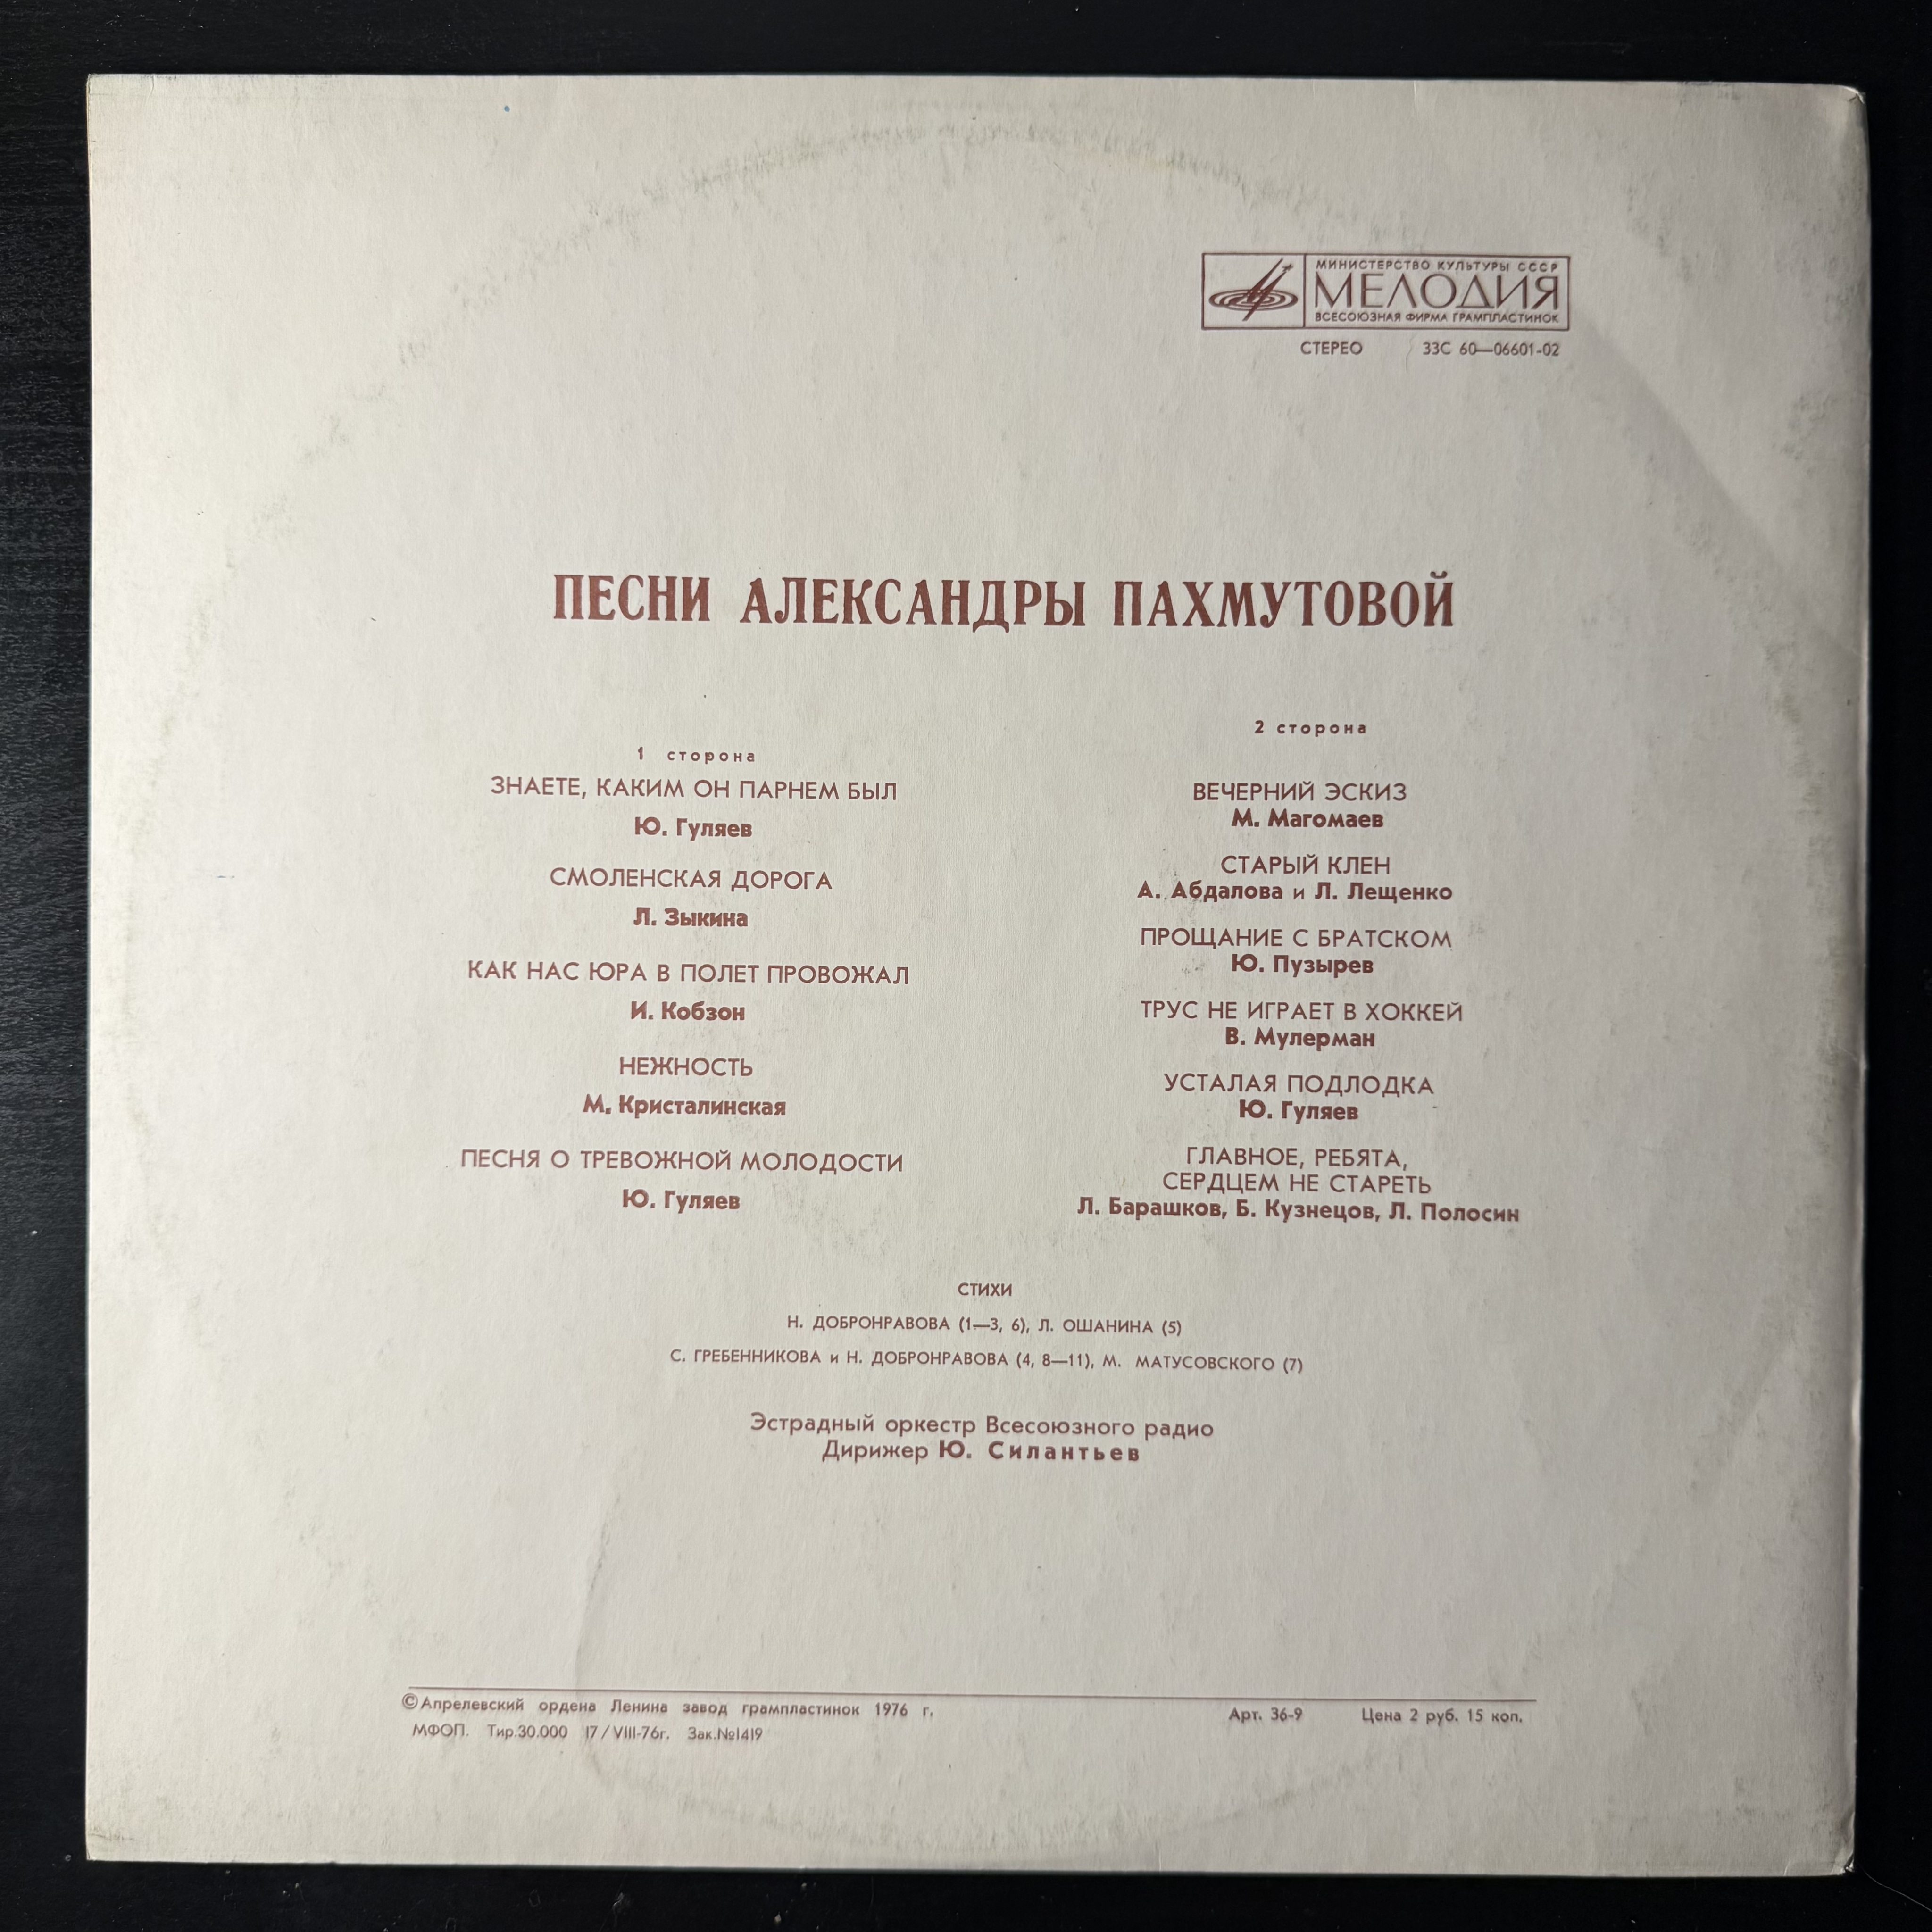 МИНИСТЕРСТВО КУЛЬТУРЫ СССР
МЕЛОДИЯ
ВСЕСОЮЗНАЯ ФИРМА ГРАМПЛАСТИНОК
СТЕРЕО 33С 60—06601-02
ПЕСНИ АЛЕКСАНДРЫ ПАХМУТОВОЙ
1 сторона
ЗНАЕТЕ, КАКИМ ОН ПАРНЕМ БЫЛ
Ю. Гуляев
СМОЛЕНСКАЯ ДОРОГА
Л. Зыкина
КАК НАС ЮРА В ПОЛЕТ ПРОВОЖАЛ
И. Кобзон
НЕЖНОСТЬ
М. Кристалинская
ПЕСНЯ О ТРЕВОЖНОЙ МОЛОДОСТИ
Ю. Гуляев
2 сторона
ВЕЧЕРНИЙ ЭСКИЗ
М. Магомаев
СТАРЫЙ КЛЕН
А. Абдалова и Л. Лещенко
ПРОЩАНИЕ С БРАТСКОМ
Ю. Пузырев
ТРУС НЕ ИГРАЕТ В ХОККЕЙ
В. Мулерман
УСТАЛАЯ ПОДЛОДКА
Ю. Гуляев
ГЛАВНОЕ, РЕБЯТА,
СЕРДЦЕМ НЕ СТАРЕТЬ
Л. Барашков, Б. Кузнецов, Л. Полосин
СТИХИ
Н. ДОБРОНРАВОВА (1—3, 6), Л. ОШАНИНА (5)
С. ГРЕБЕННИКОВА и Н. ДОБРОНРАВОВА (4, 8—11), М. МАТУСОВСКОГО (7)
Эстрадный оркестр Всесоюзного радио
Дирижер Ю. Силантьев
© Апрелевский ордена Ленина завод грампластинок 1976 г.
Арт. 36-9 Цена 2 руб. 15 коп.
МФОП. Тир.30.000 17/VIII-76г. Зак.№1419